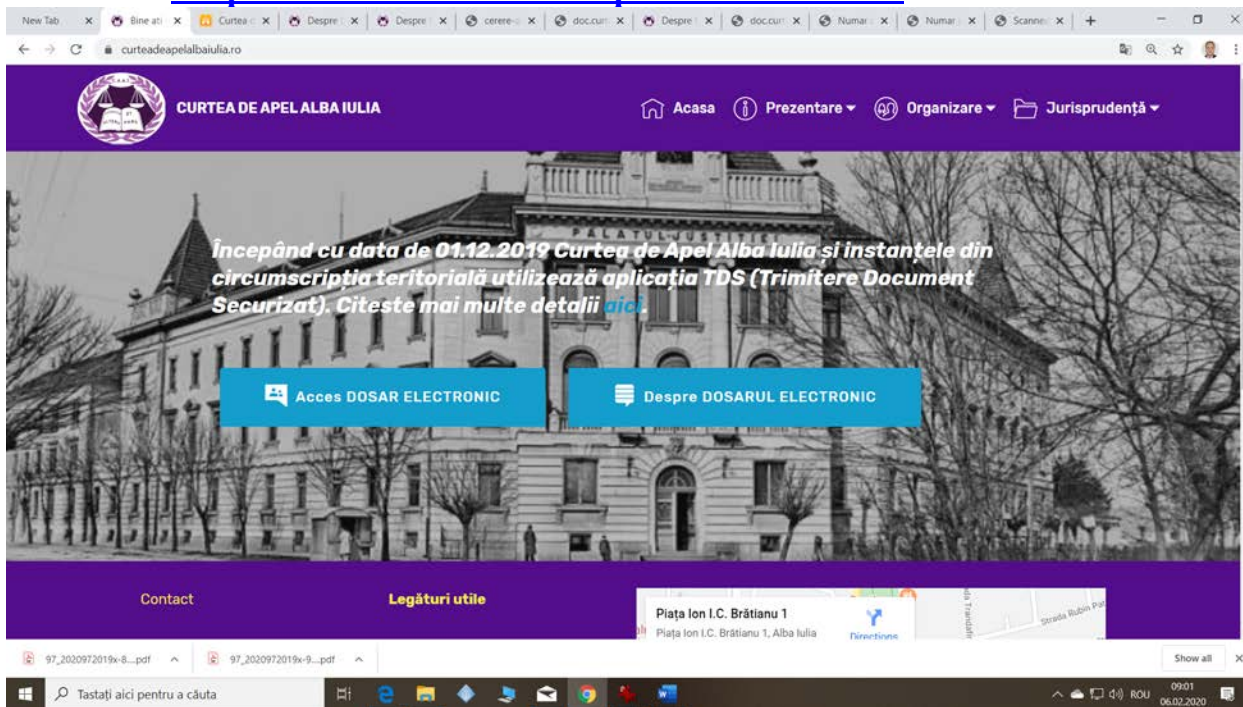 New Tab
Bine ati
Curtea d
Despre
Despre
cerere-
doc.cur
Despre
doc.cur
Numar
Numar
Scanne
curteadeapelalbaiulia.ro
CURTEA DE APEL ALBA IULIA
Acasa
Prezentare
Organizare
Jurisprudență
PALATUL JUSTITIEI
Începând cu data de 01.12.2019 Curtea de Apel Alba Iulia și instanțele din
circumscripția teritorială utilizează aplicația TDS (Trimitere Document
Securizat). Citeste mai multe detalii aici.
Acces DOSAR ELECTRONIC
Despre DOSARUL ELECTRONIC
Contact
Legături utile
Piața Ion I.C. Brătianu 1
Piața Ion I.C. Brătianu 1, Alba Iulia
Directions
Strada Rubin Pat
97_2020972019x-8....pdf
97_2020972019x-9....pdf
Show all
Tastați aici pentru a căuta
ROU
09:01
06.02.2020